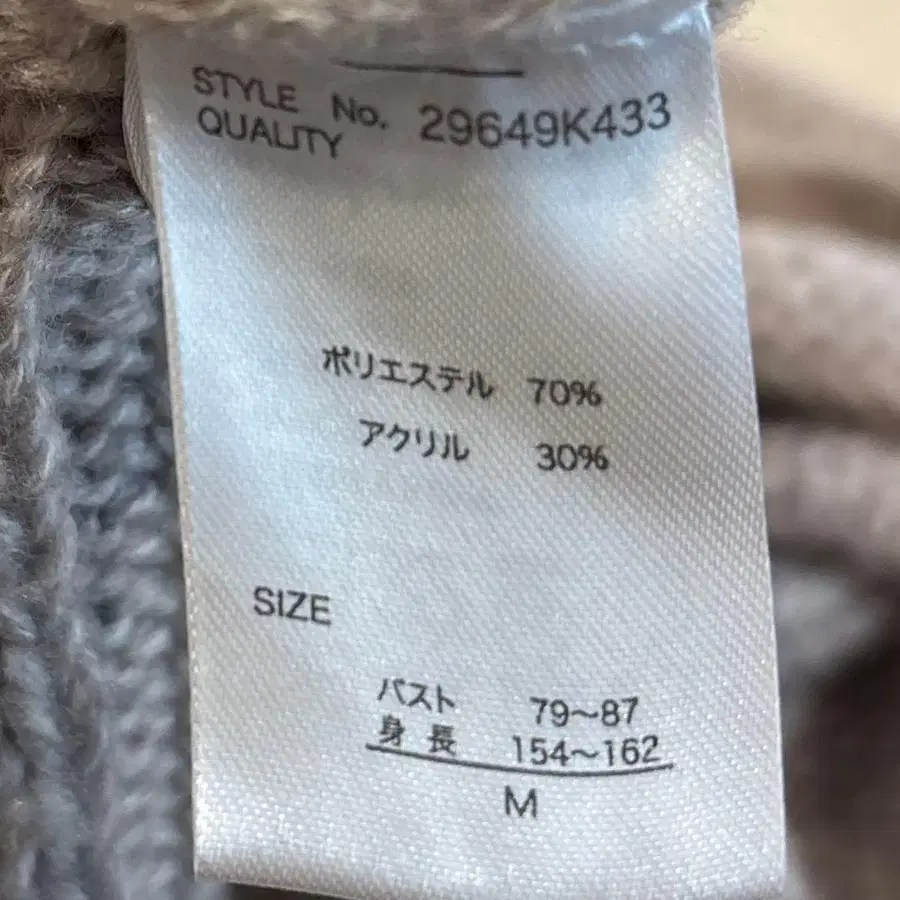 STYLE No. 29649K433
QUALITY
ポリエステル 70%
アクリル 30%
SIZE
バスト 79～87
身長 154～162
M